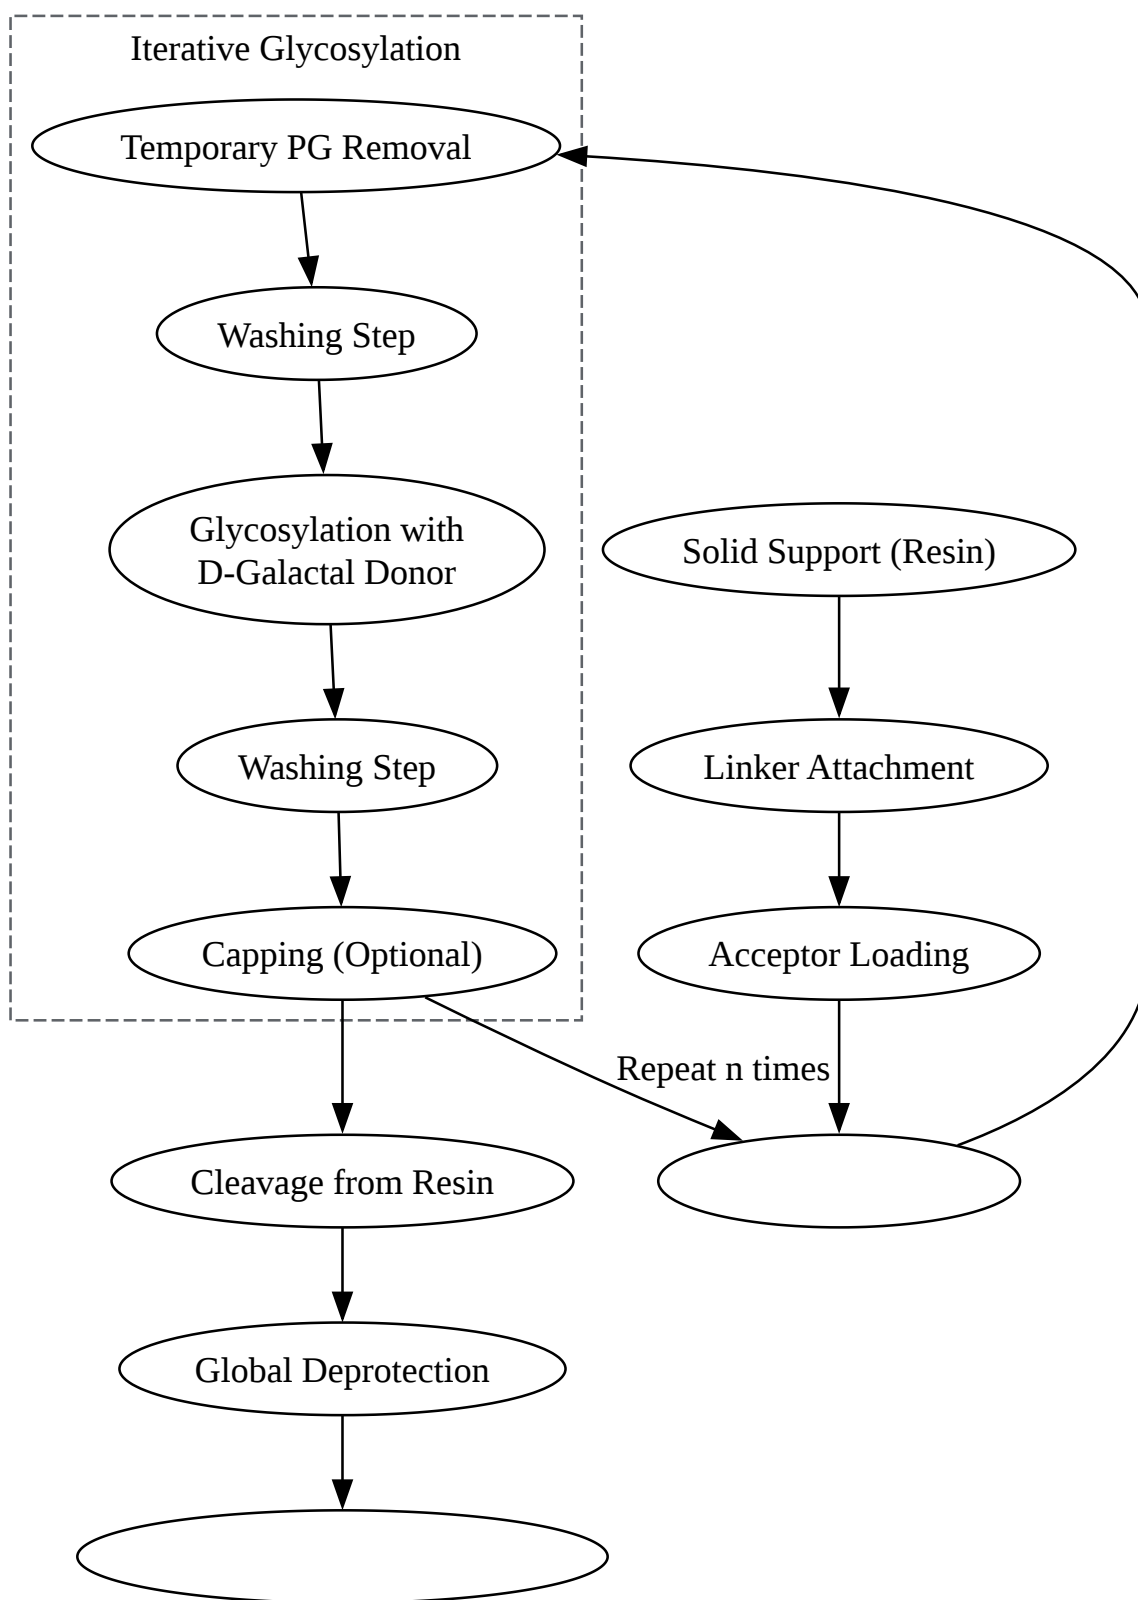 Iterative Glycosylation
Temporary PG Removal
Washing Step
Glycosylation with
D-Galactal Donor
Washing Step
Capping (Optional)
Solid Support (Resin)
Linker Attachment
Acceptor Loading
Repeat n times
Cleavage from Resin
Global Deprotection